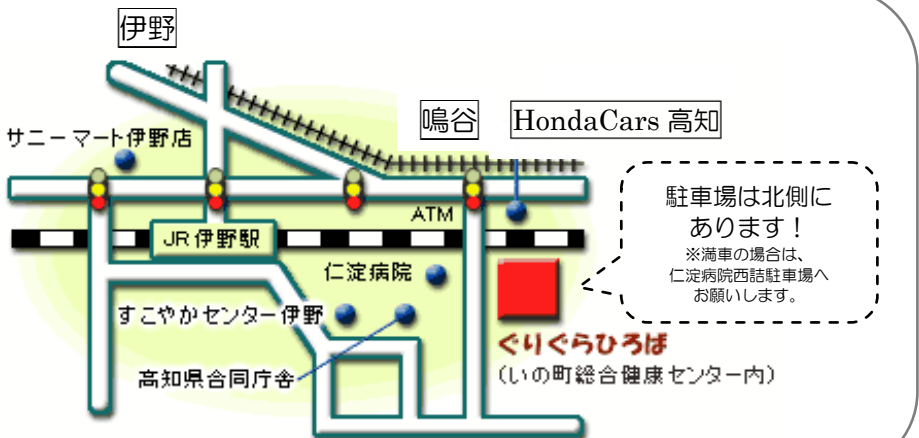 伊野
鳴谷
HondaCars 高知
サニーマート伊野店
ATM
JR伊野駅
駐車場は北側に
あります！
※満車の場合は、
仁淀病院西詰駐車場へ
お願いします。
仁淀病院
すこやかセンター伊野
高知県合同庁舎
ぐりぐらひろば
（いの町総合健康センター内）